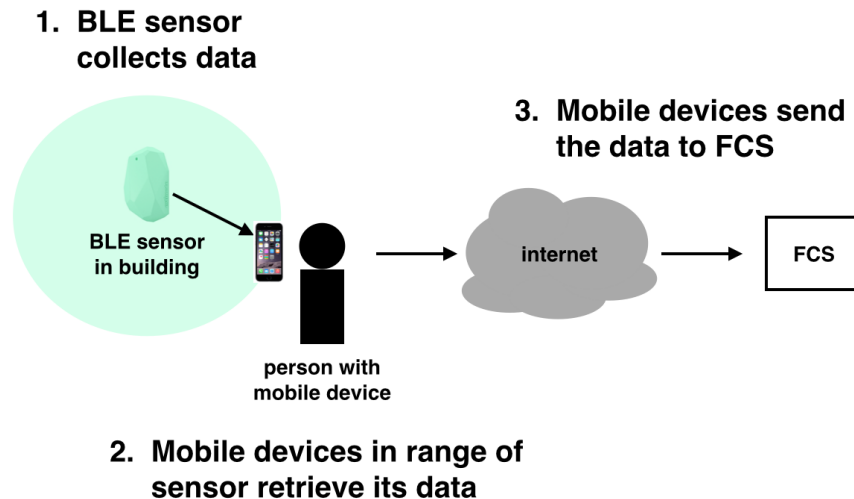 1. BLE sensor
collects data
3. Mobile devices send
the data to FCS
BLE sensor
in building
internet
FCS
person with
mobile device
2. Mobile devices in range of
sensor retrieve its data